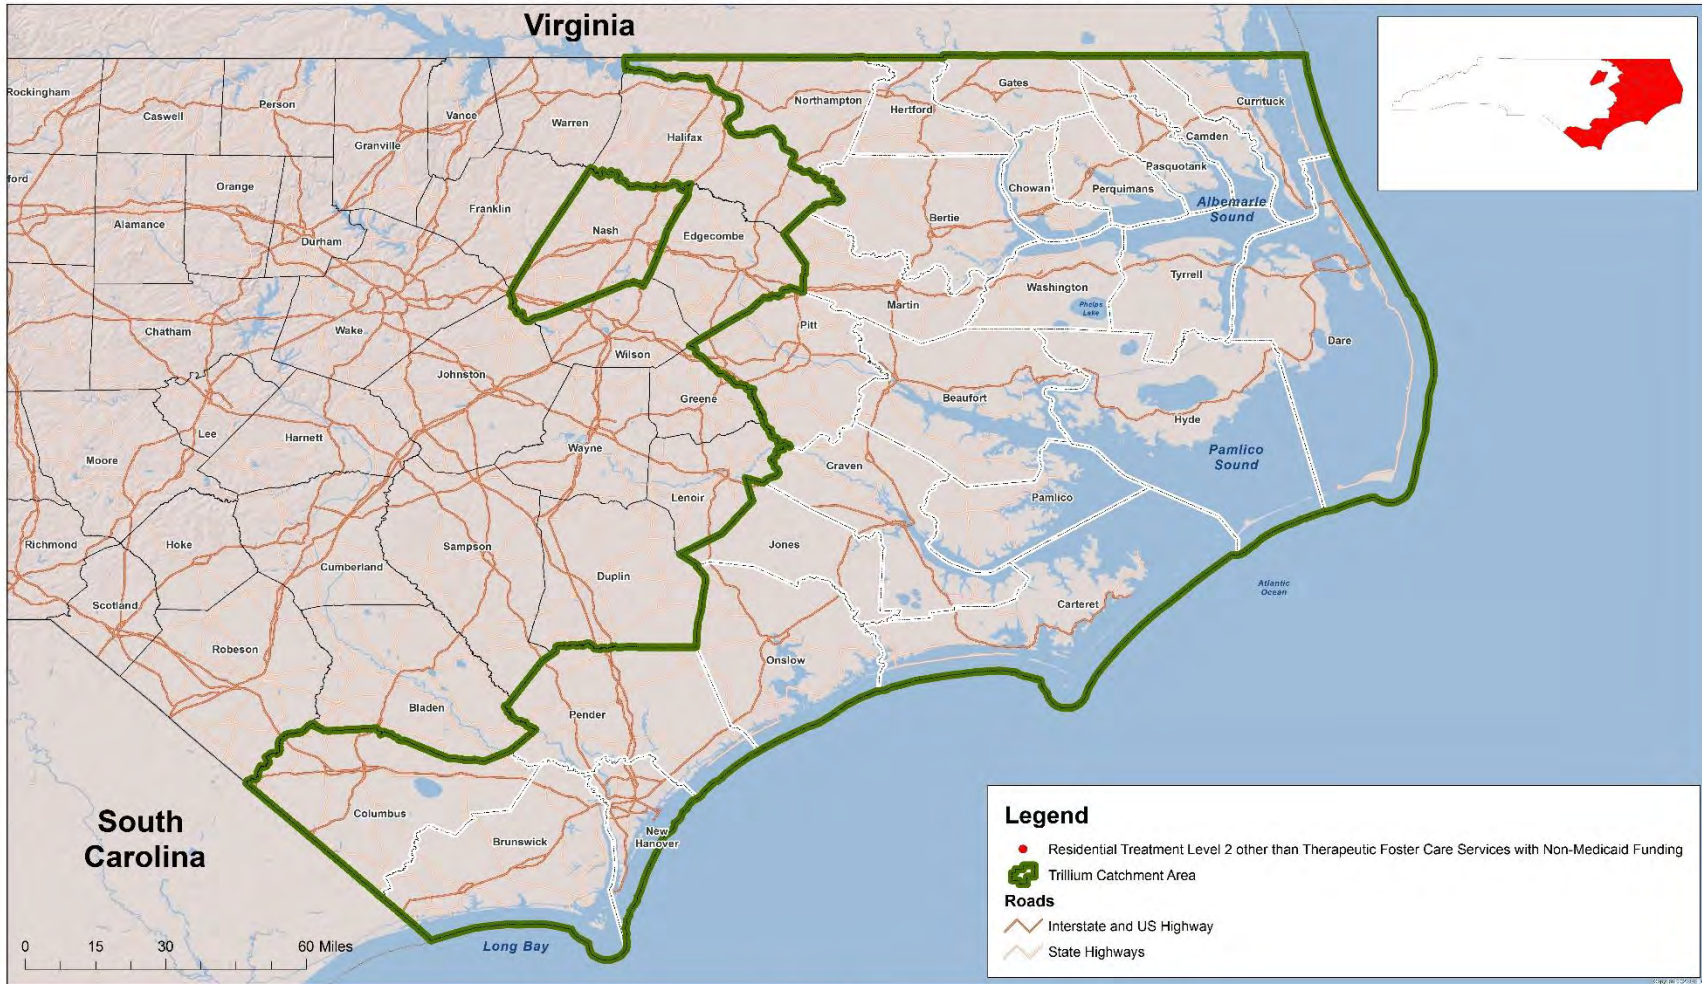 Virginia
Rockingham
Caswell
Person
Vance
Granville
Warren
Halifax
Northampton
Hertford
Gates
Currituck
Camden
Pasquotank
Perquimans
Chowan
Albemarle
Sound
ford
Orange
Alamance
Durham
Franklin
Nash
Edgecombe
Bertie
Washington
Tyrrell
Phelps
Lake
Martin
Chatham
Wake
Pitt
Dare
Wilson
Johnston
Greene
Beaufort
Hyde
Lee
Harnett
Moore
Wayne
Craven
Pamlico
Sound
Lenoir
Pamlico
Richmond
Hoke
Cumberland
Sampson
Jones
Duplin
Atlantic
Ocean
Scotland
Carteret
Robeson
Onslow
Bladen
Pender
South
Carolina
Columbus
Brunswick
New
Hanover
Long Bay
0 15 30 60 Miles
Legend
Residential Treatment Level 2 other than Therapeutic Foster Care Services with Non-Medicaid Funding
Trillium Catchment Area
Roads
Interstate and US Highway
State Highways